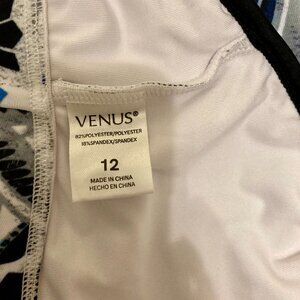 VENUS®
82%POLYESTER/POLYESTER
18%SPANDEX/SPANDEX
12
MADE IN CHINA
HECHO EN CHINA